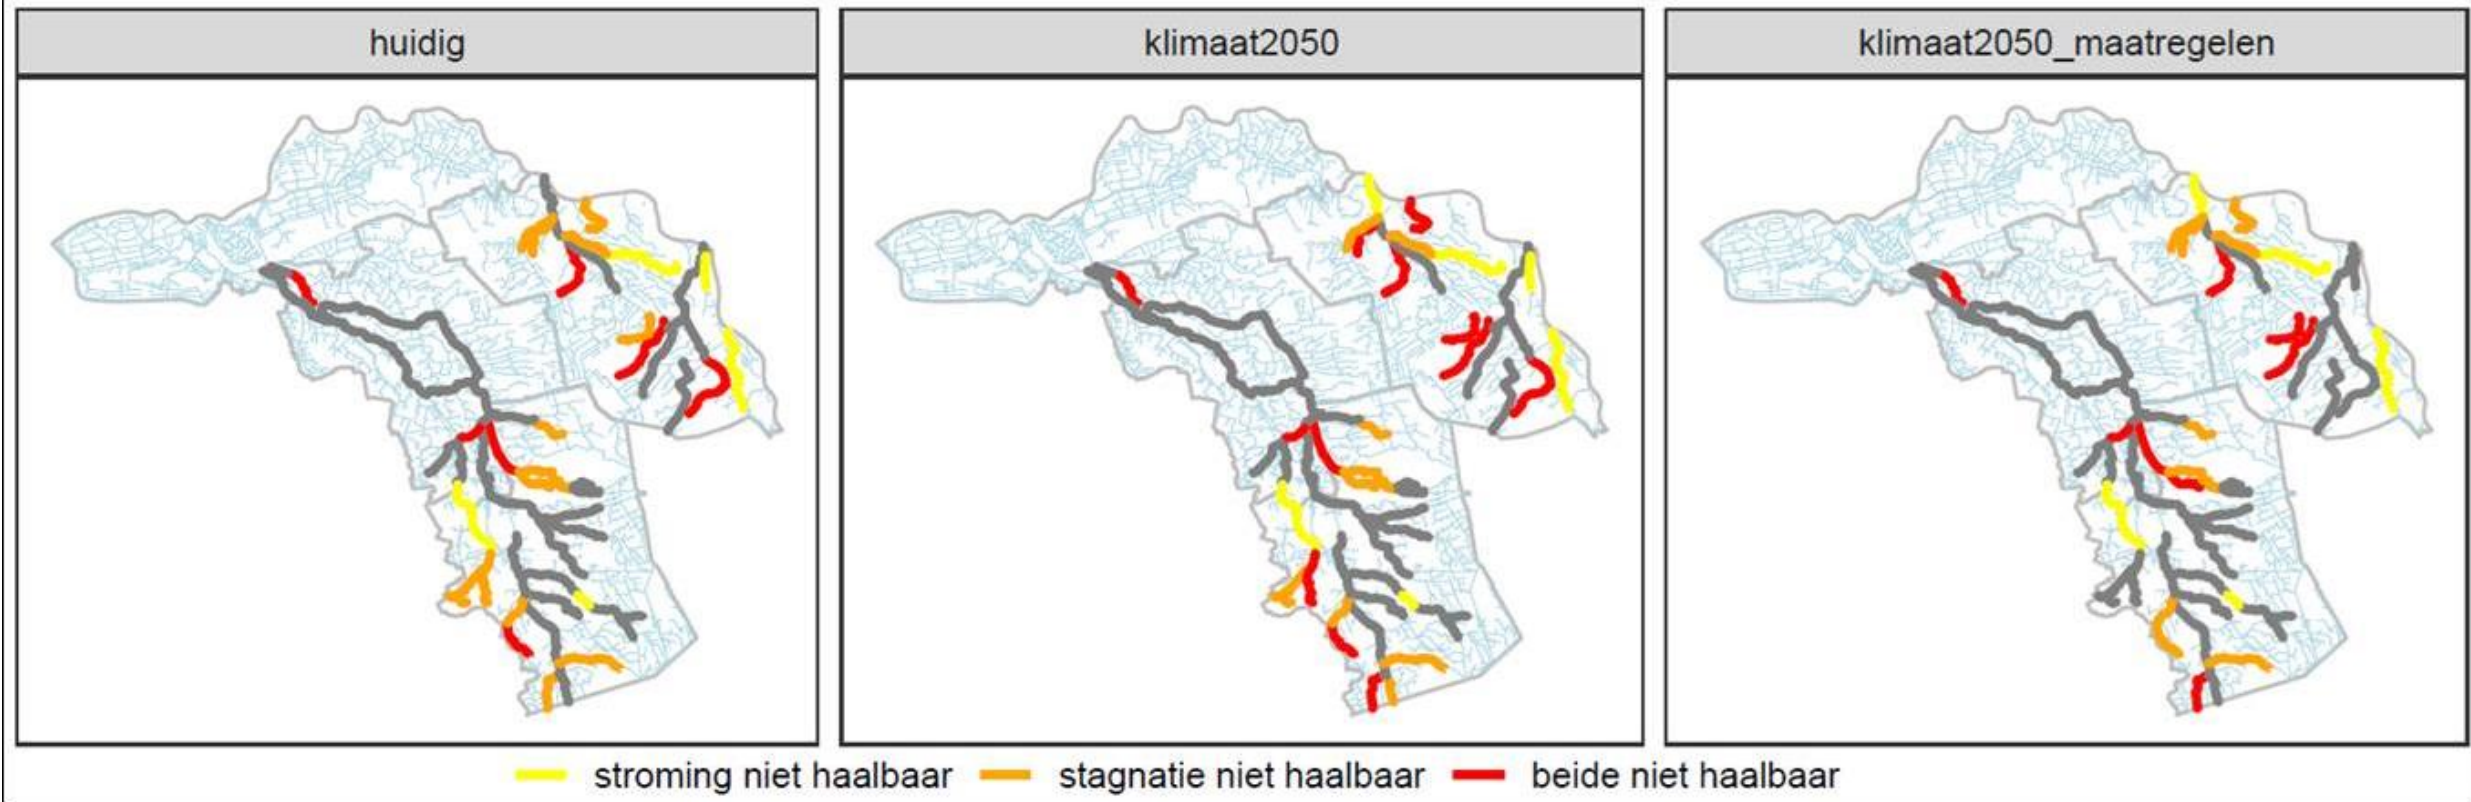 huidig
klimaat2050
klimaat2050_maatregelen
stroming niet haalbaar
stagnatie niet haalbaar
beide niet haalbaar